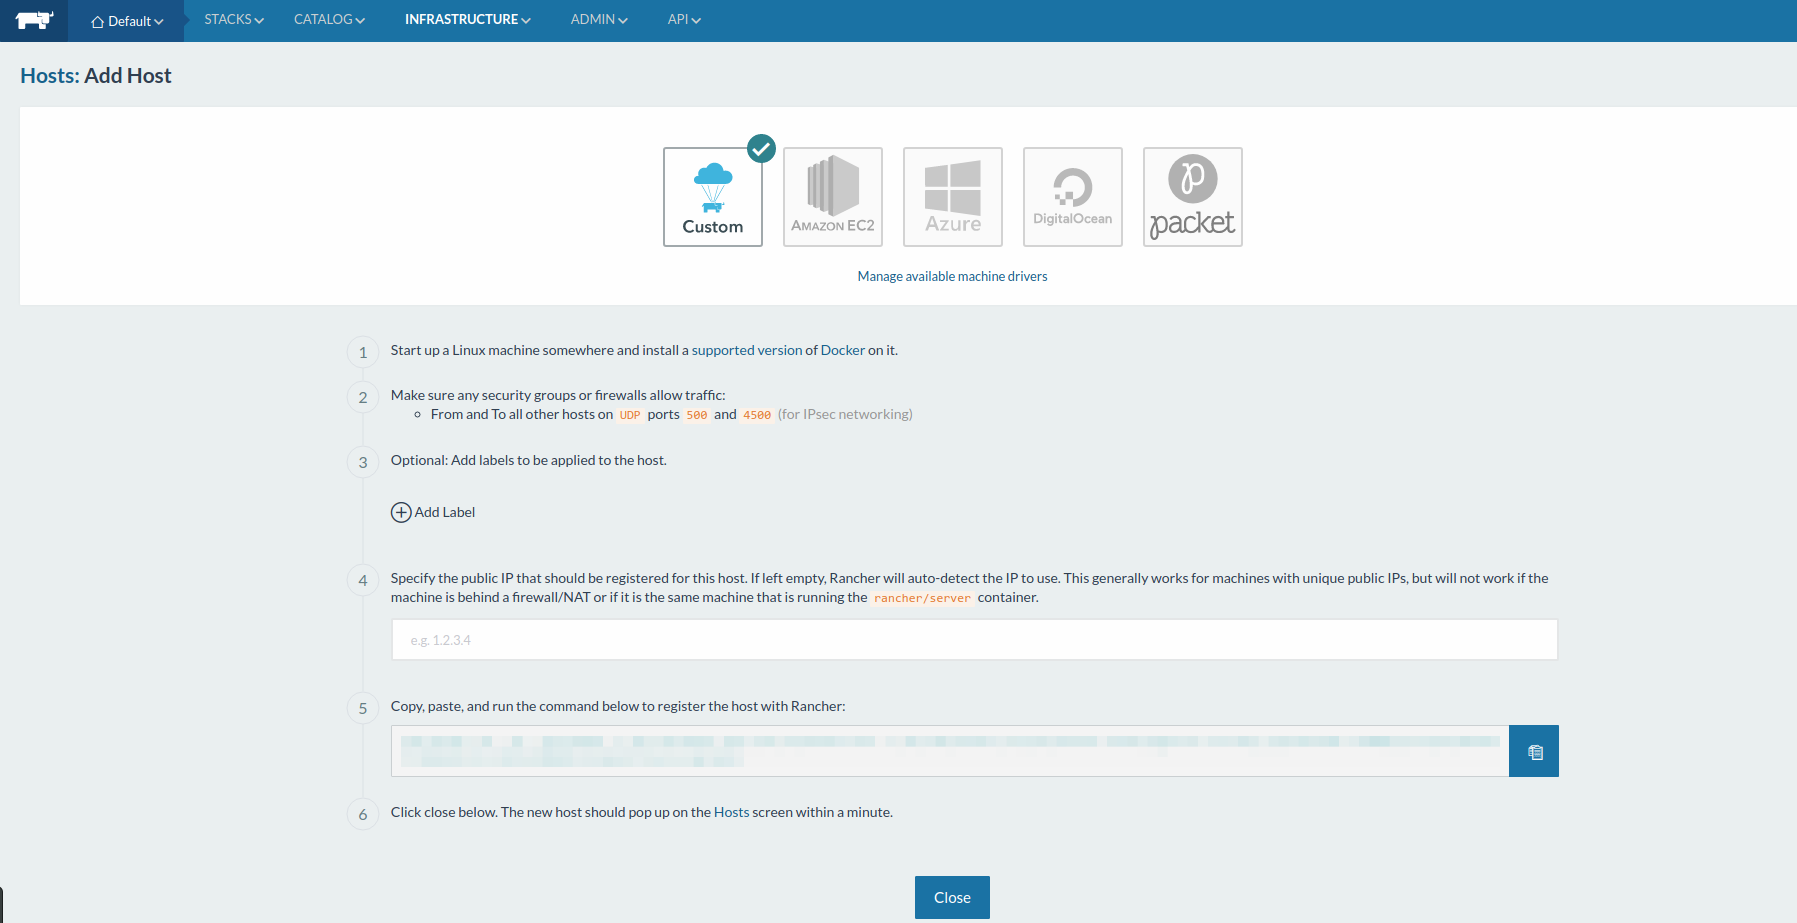 Default STACKS CATALOG INFRASTRUCTURE ADMIN API
Hosts: Add Host
Custom
AMAZON EC2
Azure
DigitalOcean
packet
Manage available machine drivers
1 Start up a Linux machine somewhere and install a supported version of Docker on it.
2 Make sure any security groups or firewalls allow traffic:
From and To all other hosts on UDP ports 500 and 4500 (for IPsec networking)
3 Optional: Add labels to be applied to the host.
Add Label
4 Specify the public IP that should be registered for this host. If left empty, Rancher will auto-detect the IP to use. This generally works for machines with unique public IPs, but will not work if the
machine is behind a firewall/NAT or if it is the same machine that is running the rancher/server container.
e.g. 1.2.3.4
5 Copy, paste, and run the command below to register the host with Rancher:
6 Click close below. The new host should pop up on the Hosts screen within a minute.
Close